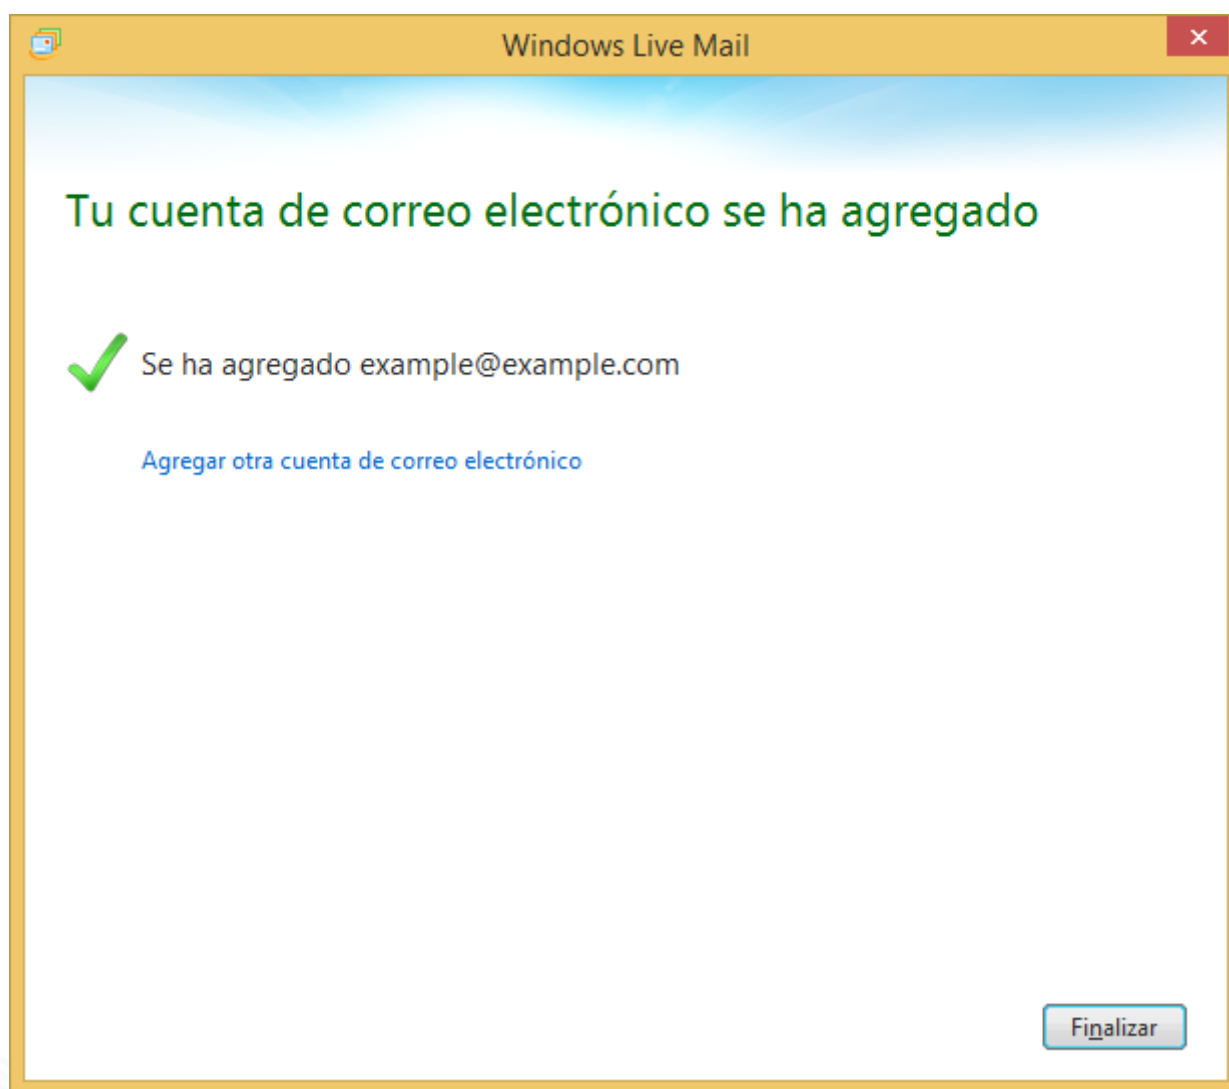 Windows Live Mail
Tu cuenta de correo electrónico se ha agregado
Se ha agregado example@example.com
Agregar otra cuenta de correo electrónico
Finalizar